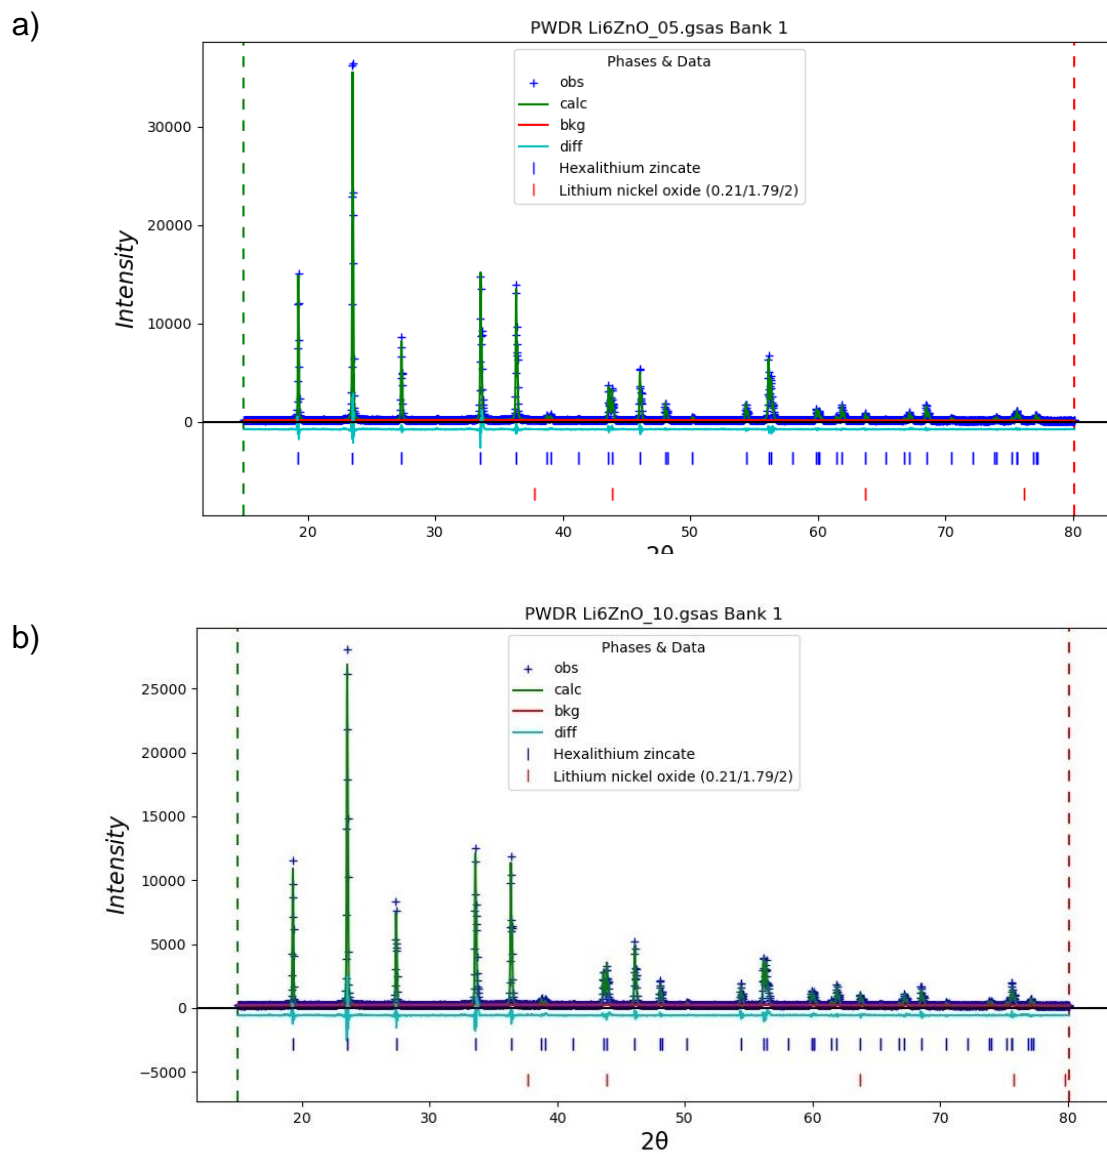 a)
PWDR Li6ZnO_05.gsas Bank 1
Phases & Data
obs
calc
bkg
diff
Hexalithium zincate
Lithium nickel oxide (0.21/1.79/2)
Intensity
30000
20000
10000
0
20 30 40 50 60 70 80
2θ
b)
PWDR Li6ZnO_10.gsas Bank 1
Phases & Data
obs
calc
bkg
diff
Hexalithium zincate
Lithium nickel oxide (0.21/1.79/2)
Intensity
25000
20000
15000
10000
5000
0
−5000
20 30 40 50 60 70 80
2θ